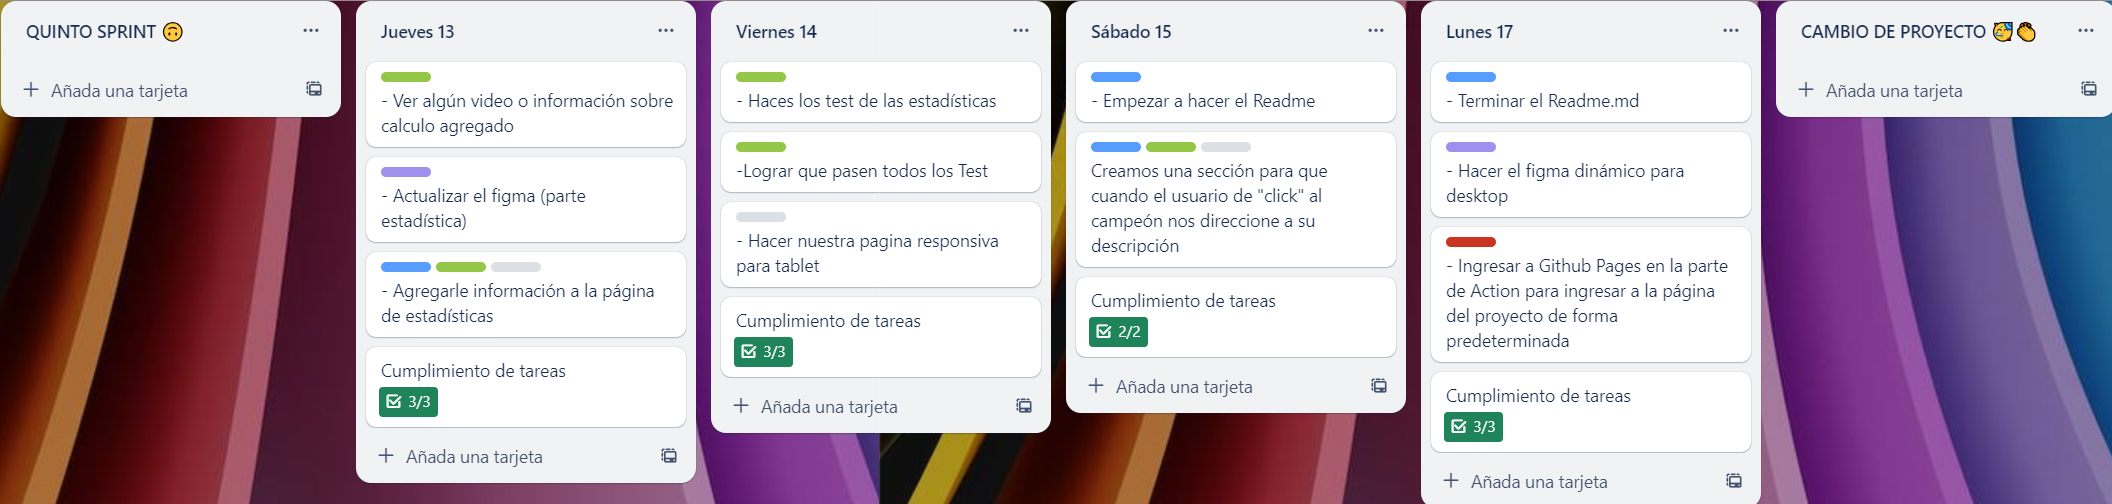 QUINTO SPRINT 🙃
Añada una tarjeta
Jueves 13
- Ver algún video o información sobre
calculo agregado
- Actualizar el figma (parte
estadística)
- Agregarle información a la página
de estadísticas
Cumplimiento de tareas
3/3
Añada una tarjeta
Viernes 14
- Haces los test de las estadísticas
-Lograr que pasen todos los Test
- Hacer nuestra pagina responsiva
para tablet
Cumplimiento de tareas
3/3
Añada una tarjeta
Sábado 15
- Empezar a hacer el Readme
Creamos una sección para que
cuando el usuario de "click" al
campeón nos direccione a su
descripción
Cumplimiento de tareas
2/2
Añada una tarjeta
Lunes 17
- Terminar el Readme.md
- Hacer el figma dinámico para
desktop
- Ingresar a Github Pages en la parte
de Action para ingresar a la página
del proyecto de forma
predeterminada
Cumplimiento de tareas
3/3
Añada una tarjeta
CAMBIO DE PROYECTO 🥳👏
Añada una tarjeta